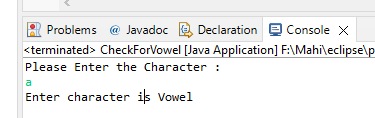 Problems @ Javadoc Declaration Console
<terminated> CheckForVowel [Java Application] F:\Mahi\eclipse\p
Please Enter the Character :
a
Enter character is Vowel